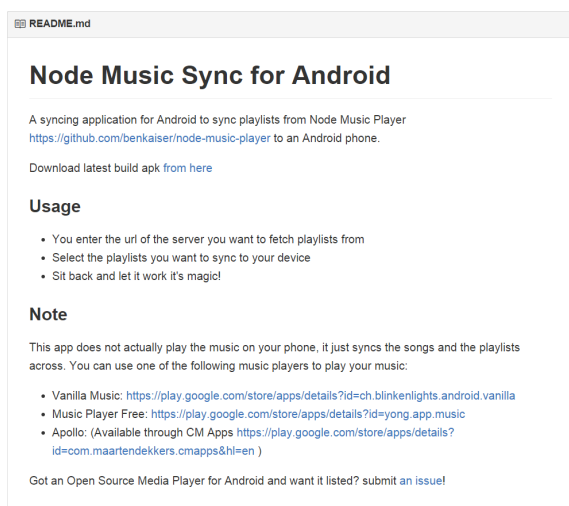 README.md
Node Music Sync for Android
A syncing application for Android to sync playlists from Node Music Player
https://github.com/benkaiser/node-music-player to an Android phone.
Download latest build apk from here
Usage
• You enter the url of the server you want to fetch playlists from
• Select the playlists you want to sync to your device
• Sit back and let it work it's magic!
Note
This app does not actually play the music on your phone, it just syncs the songs and the playlists
across. You can use one of the following music players to play your music:
• Vanilla Music: https://play.google.com/store/apps/details?id=ch.blinkenlights.android.vanilla
• Music Player Free: https://play.google.com/store/apps/details?id=yong.app.music
• Apollo: (Available through CM Apps https://play.google.com/store/apps/details?
id=com.maartendekkers.cmapps&hl=en )
Got an Open Source Media Player for Android and want it listed? submit an issue!